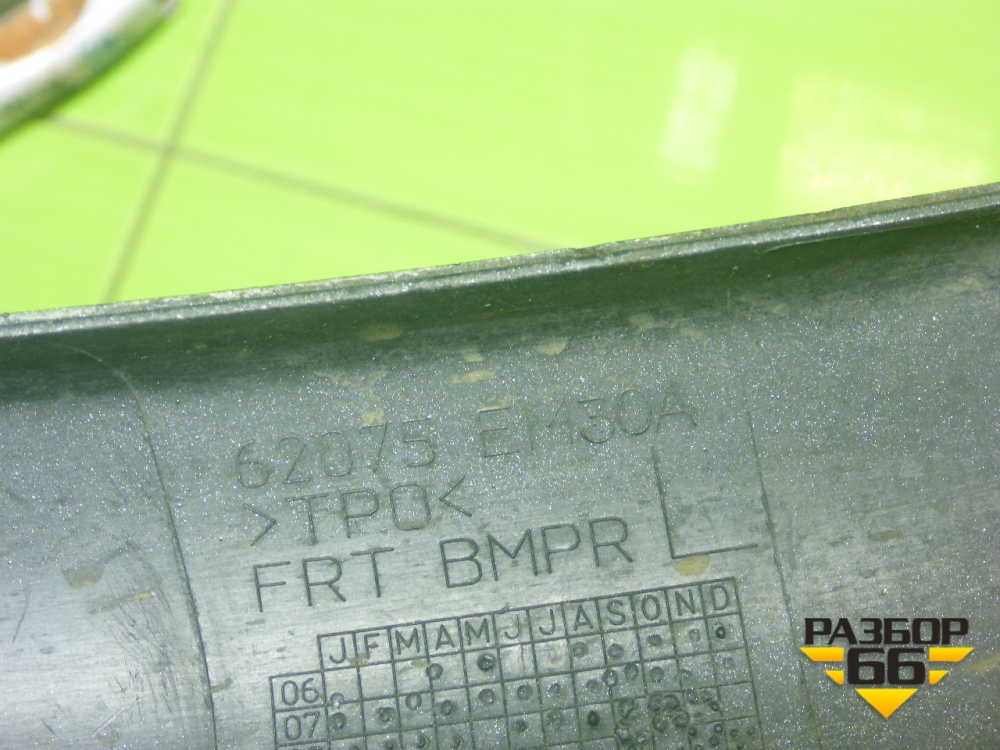 62075 EM30A
>TPO<
FRT BMPR
L
J F M A M J J A S O N D
06
07
РАЗБОР
66